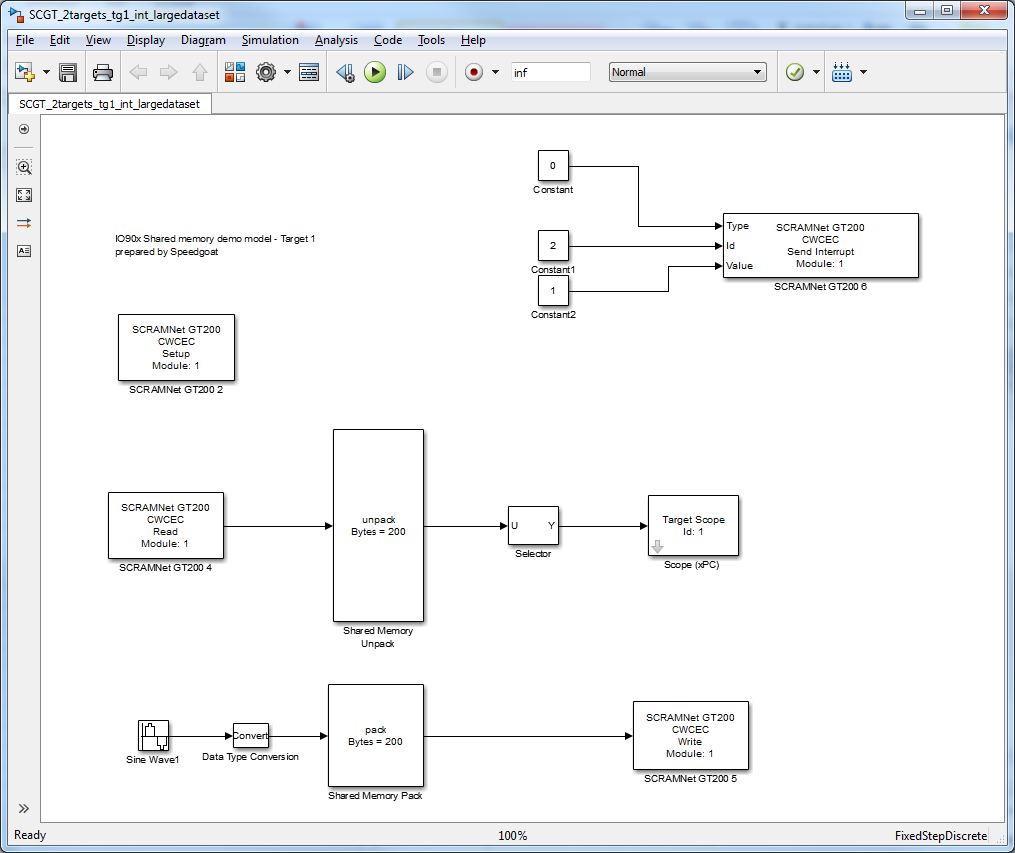 SCGT_2targets_tg1_int_largedataset
File Edit View Display Diagram Simulation Analysis Code Tools Help
inf
Normal
SCGT_2targets_tg1_int_largedataset
0
Constant
IO90x Shared memory demo model - Target 1
prepared by Speedgoat
2
Constant1
1
Constant2
Type
Id
Value
SCRAMNet GT200
CWCEC
Send Interrupt
Module: 1
SCRAMNet GT200 6
SCRAMNet GT200
CWCEC
Setup
Module: 1
SCRAMNet GT200 2
SCRAMNet GT200
CWCEC
Read
Module: 1
SCRAMNet GT200 4
unpack
Bytes = 200
Shared Memory
Unpack
U Y
Selector
Target Scope
Id: 1
Scope (xPC)
Sine Wave1
Convert
Data Type Conversion
pack
Bytes = 200
Shared Memory Pack
SCRAMNet GT200
CWCEC
Write
Module: 1
SCRAMNet GT200 5
Ready 100% FixedStepDiscrete